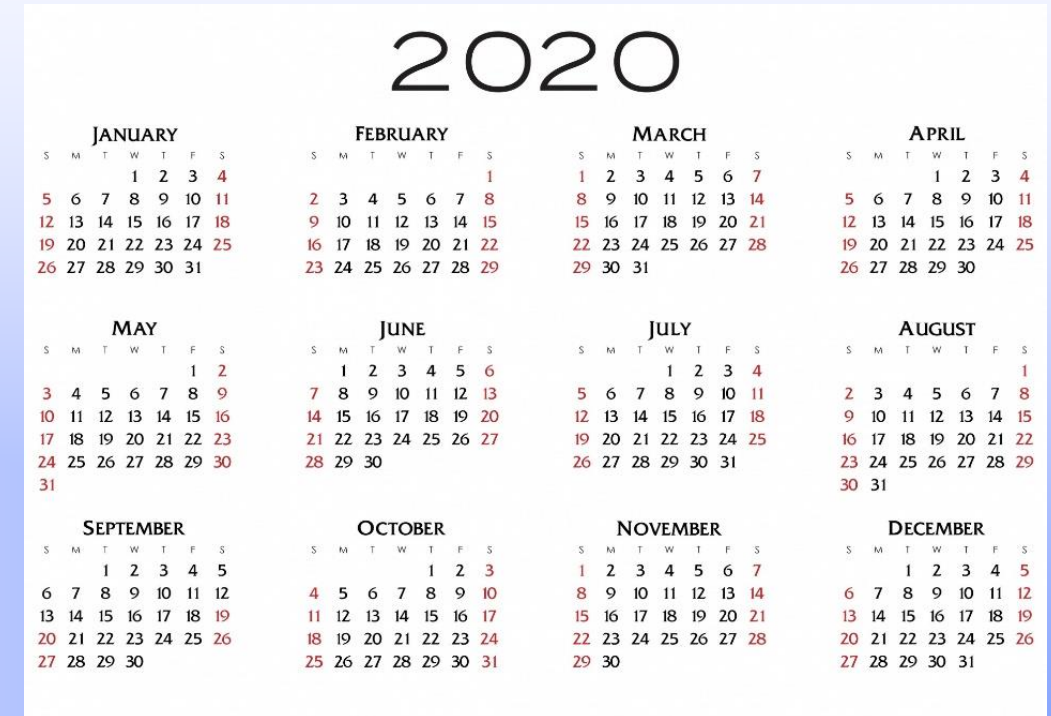 2020
JANUARY FEBRUARY MARCH APRIL
S M T W T F S S M T W T F S S M T W T F S S M T W T F S
1 2 3 4 1 1 2 3 4 5 6 7 1 2 3 4
5 6 7 8 9 10 11 2 3 4 5 6 7 8 8 9 10 11 12 13 14 5 6 7 8 9 10 11
12 13 14 15 16 17 18 9 10 11 12 13 14 15 15 16 17 18 19 20 21 12 13 14 15 16 17 18
19 20 21 22 23 24 25 16 17 18 19 20 21 22 22 23 24 25 26 27 28 19 20 21 22 23 24 25
26 27 28 29 30 31 23 24 25 26 27 28 29 29 30 31 26 27 28 29 30
MAY JUNE JULY AUGUST
S M T W T F S S M T W T F S S M T W T F S S M T W T F S
1 2 1 2 3 4 5 6 1 2 3 4 1
3 4 5 6 7 8 9 7 8 9 10 11 12 13 5 6 7 8 9 10 11 2 3 4 5 6 7 8
10 11 12 13 14 15 16 14 15 16 17 18 19 20 12 13 14 15 16 17 18 9 10 11 12 13 14 15
17 18 19 20 21 22 23 21 22 23 24 25 26 27 19 20 21 22 23 24 25 16 17 18 19 20 21 22
24 25 26 27 28 29 30 28 29 30 26 27 28 29 30 31 23 24 25 26 27 28 29
31 30 31
SEPTEMBER OCTOBER NOVEMBER DECEMBER
S M T W T F S S M T W T F S S M T W T F S S M T W T F S
1 2 3 4 5 1 2 3 1 2 3 4 5 6 7 1 2 3 4 5
6 7 8 9 10 11 12 4 5 6 7 8 9 10 8 9 10 11 12 13 14 6 7 8 9 10 11 12
13 14 15 16 17 18 19 11 12 13 14 15 16 17 15 16 17 18 19 20 21 13 14 15 16 17 18 19
20 21 22 23 24 25 26 18 19 20 21 22 23 24 22 23 24 25 26 27 28 20 21 22 23 24 25 26
27 28 29 30 25 26 27 28 29 30 31 29 30 27 28 29 30 31